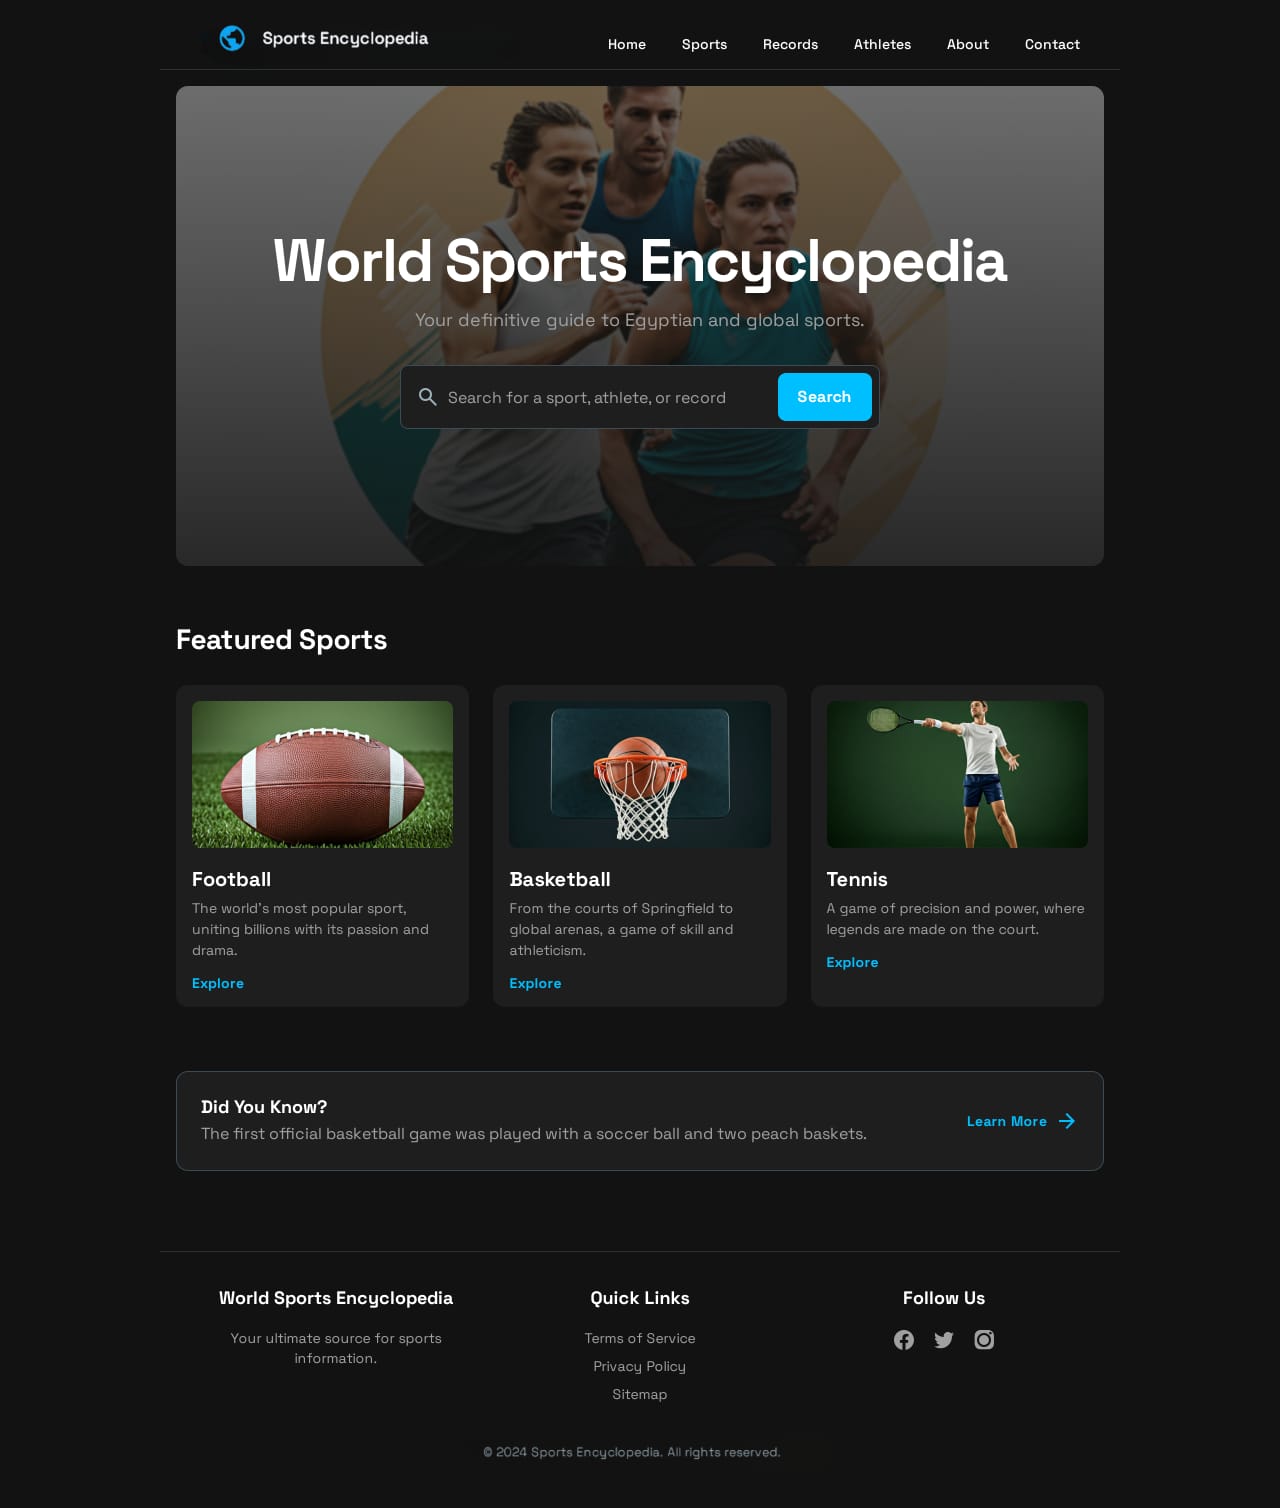 Sports Encyclopedia
Home
Sports
Records
Athletes
About
Contact
World Sports Encyclopedia
Your definitive guide to Egyptian and global sports.
Search for a sport, athlete, or record
Search
Featured Sports
Football
The world's most popular sport,
uniting billions with its passion and
drama.
Explore
Basketball
From the courts of Springfield to
global arenas, a game of skill and
athleticism.
Explore
Tennis
A game of precision and power, where
legends are made on the court.
Explore
Did You Know?
The first official basketball game was played with a soccer ball and two peach baskets.
Learn More
World Sports Encyclopedia
Your ultimate source for sports
information.
Quick Links
Terms of Service
Privacy Policy
Sitemap
Follow Us
© 2024 Sports Encyclopedia. All rights reserved.